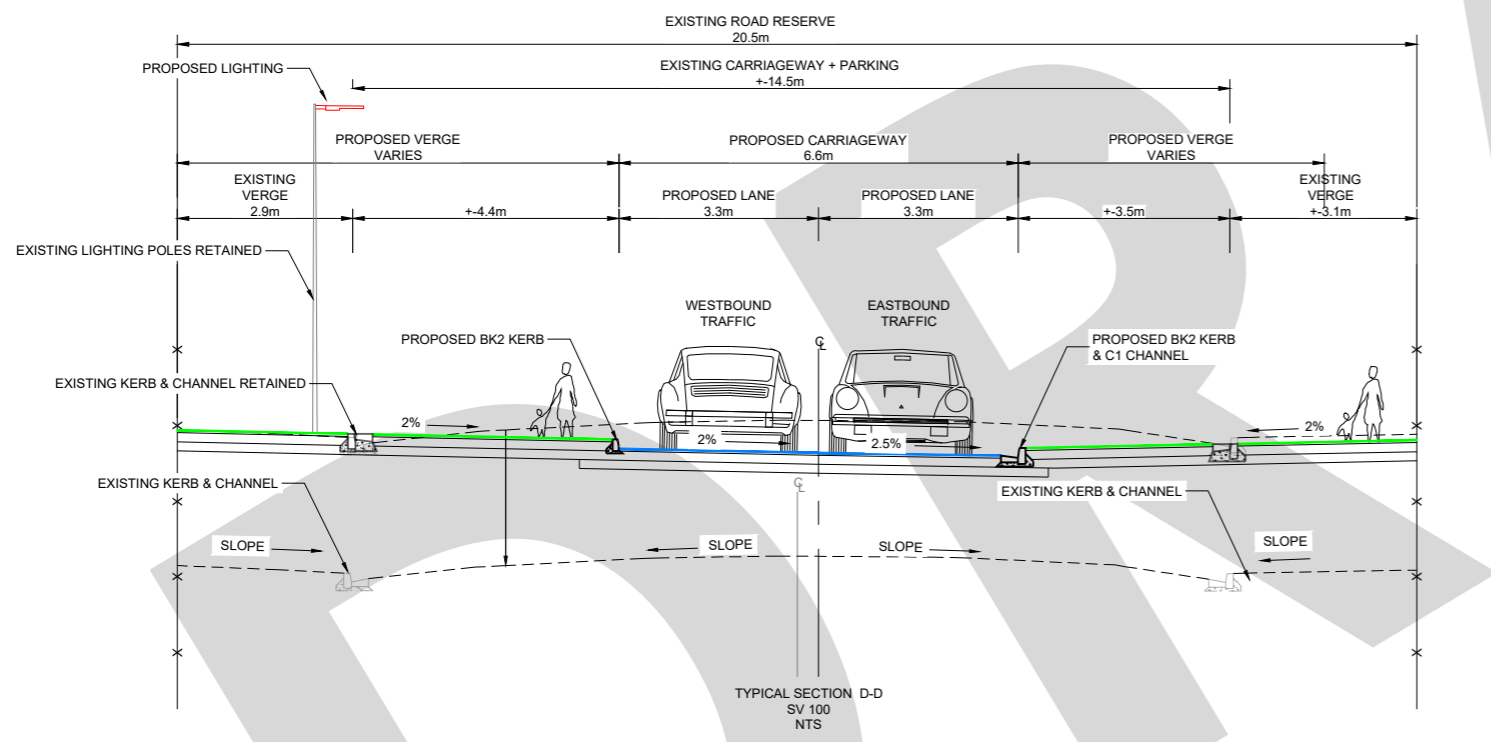 EXISTING ROAD RESERVE
20.5m
PROPOSED LIGHTING
EXISTING CARRIAGEWAY + PARKING
+-14.5m
PROPOSED VERGE
VARIES
PROPOSED CARRIAGEWAY
6.6m
PROPOSED VERGE
VARIES
EXISTING
VERGE
2.9m
+-4.4m
PROPOSED LANE
3.3m
PROPOSED LANE
3.3m
+-3.5m
EXISTING
VERGE
+-3.1m
EXISTING LIGHTING POLES RETAINED
WESTBOUND
TRAFFIC
EASTBOUND
TRAFFIC
PROPOSED BK2 KERB
CL
PROPOSED BK2 KERB
& C1 CHANNEL
EXISTING KERB & CHANNEL RETAINED
2%
2%
2.5%
2%
EXISTING KERB & CHANNEL
CL
EXISTING KERB & CHANNEL
SLOPE
SLOPE
SLOPE
SLOPE
TYPICAL SECTION D-D
SV 100
NTS